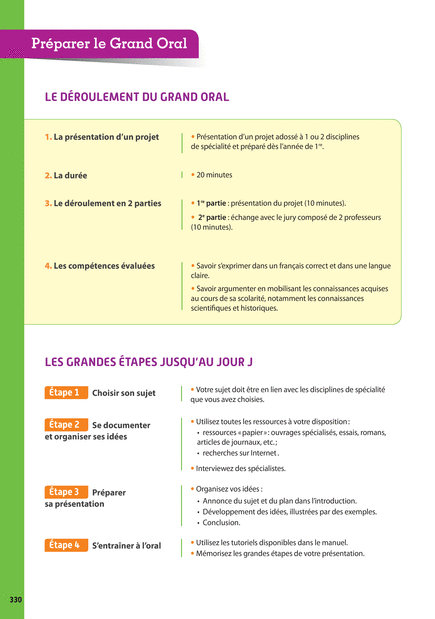 Préparer le Grand Oral
LE DÉROULEMENT DU GRAND ORAL
1. La présentation d'un projet
• Présentation d'un projet adossé à 1 ou 2 disciplines
de spécialité et préparé dès l'année de 1re.
2. La durée
• 20 minutes
3. Le déroulement en 2 parties
• 1re partie : présentation du projet (10 minutes).
• 2e partie : échange avec le jury composé de 2 professeurs
(10 minutes).
4. Les compétences évaluées
• Savoir s'exprimer dans un français correct et dans une langue
claire.
• Savoir argumenter en mobilisant les connaissances acquises
au cours de sa scolarité, notamment les connaissances
scientifiques et historiques.
LES GRANDES ÉTAPES JUSQU'AU JOUR J
Étape 1 Choisir son sujet
• Votre sujet doit être en lien avec les disciplines de spécialité
que vous avez choisies.
Étape 2 Se documenter
et organiser ses idées
• Utilisez toutes les ressources à votre disposition :
• ressources « papier » : ouvrages spécialisés, essais, romans,
articles de journaux, etc. ;
• recherches sur Internet.
• Interviewez des spécialistes.
Étape 3 Préparer
sa présentation
• Organisez vos idées :
• Annonce du sujet et du plan dans l'introduction.
• Développement des idées, illustrées par des exemples.
• Conclusion.
Étape 4 S'entrainer à l'oral
• Utilisez les tutoriels disponibles dans le manuel.
• Mémorisez les grandes étapes de votre présentation.
330